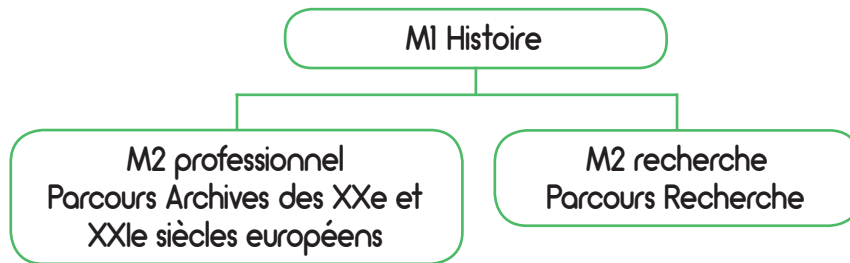 M1 Histoire
M2 professionnel
Parcours Archives des XXe et
XXIe siècles européens
M2 recherche
Parcours Recherche